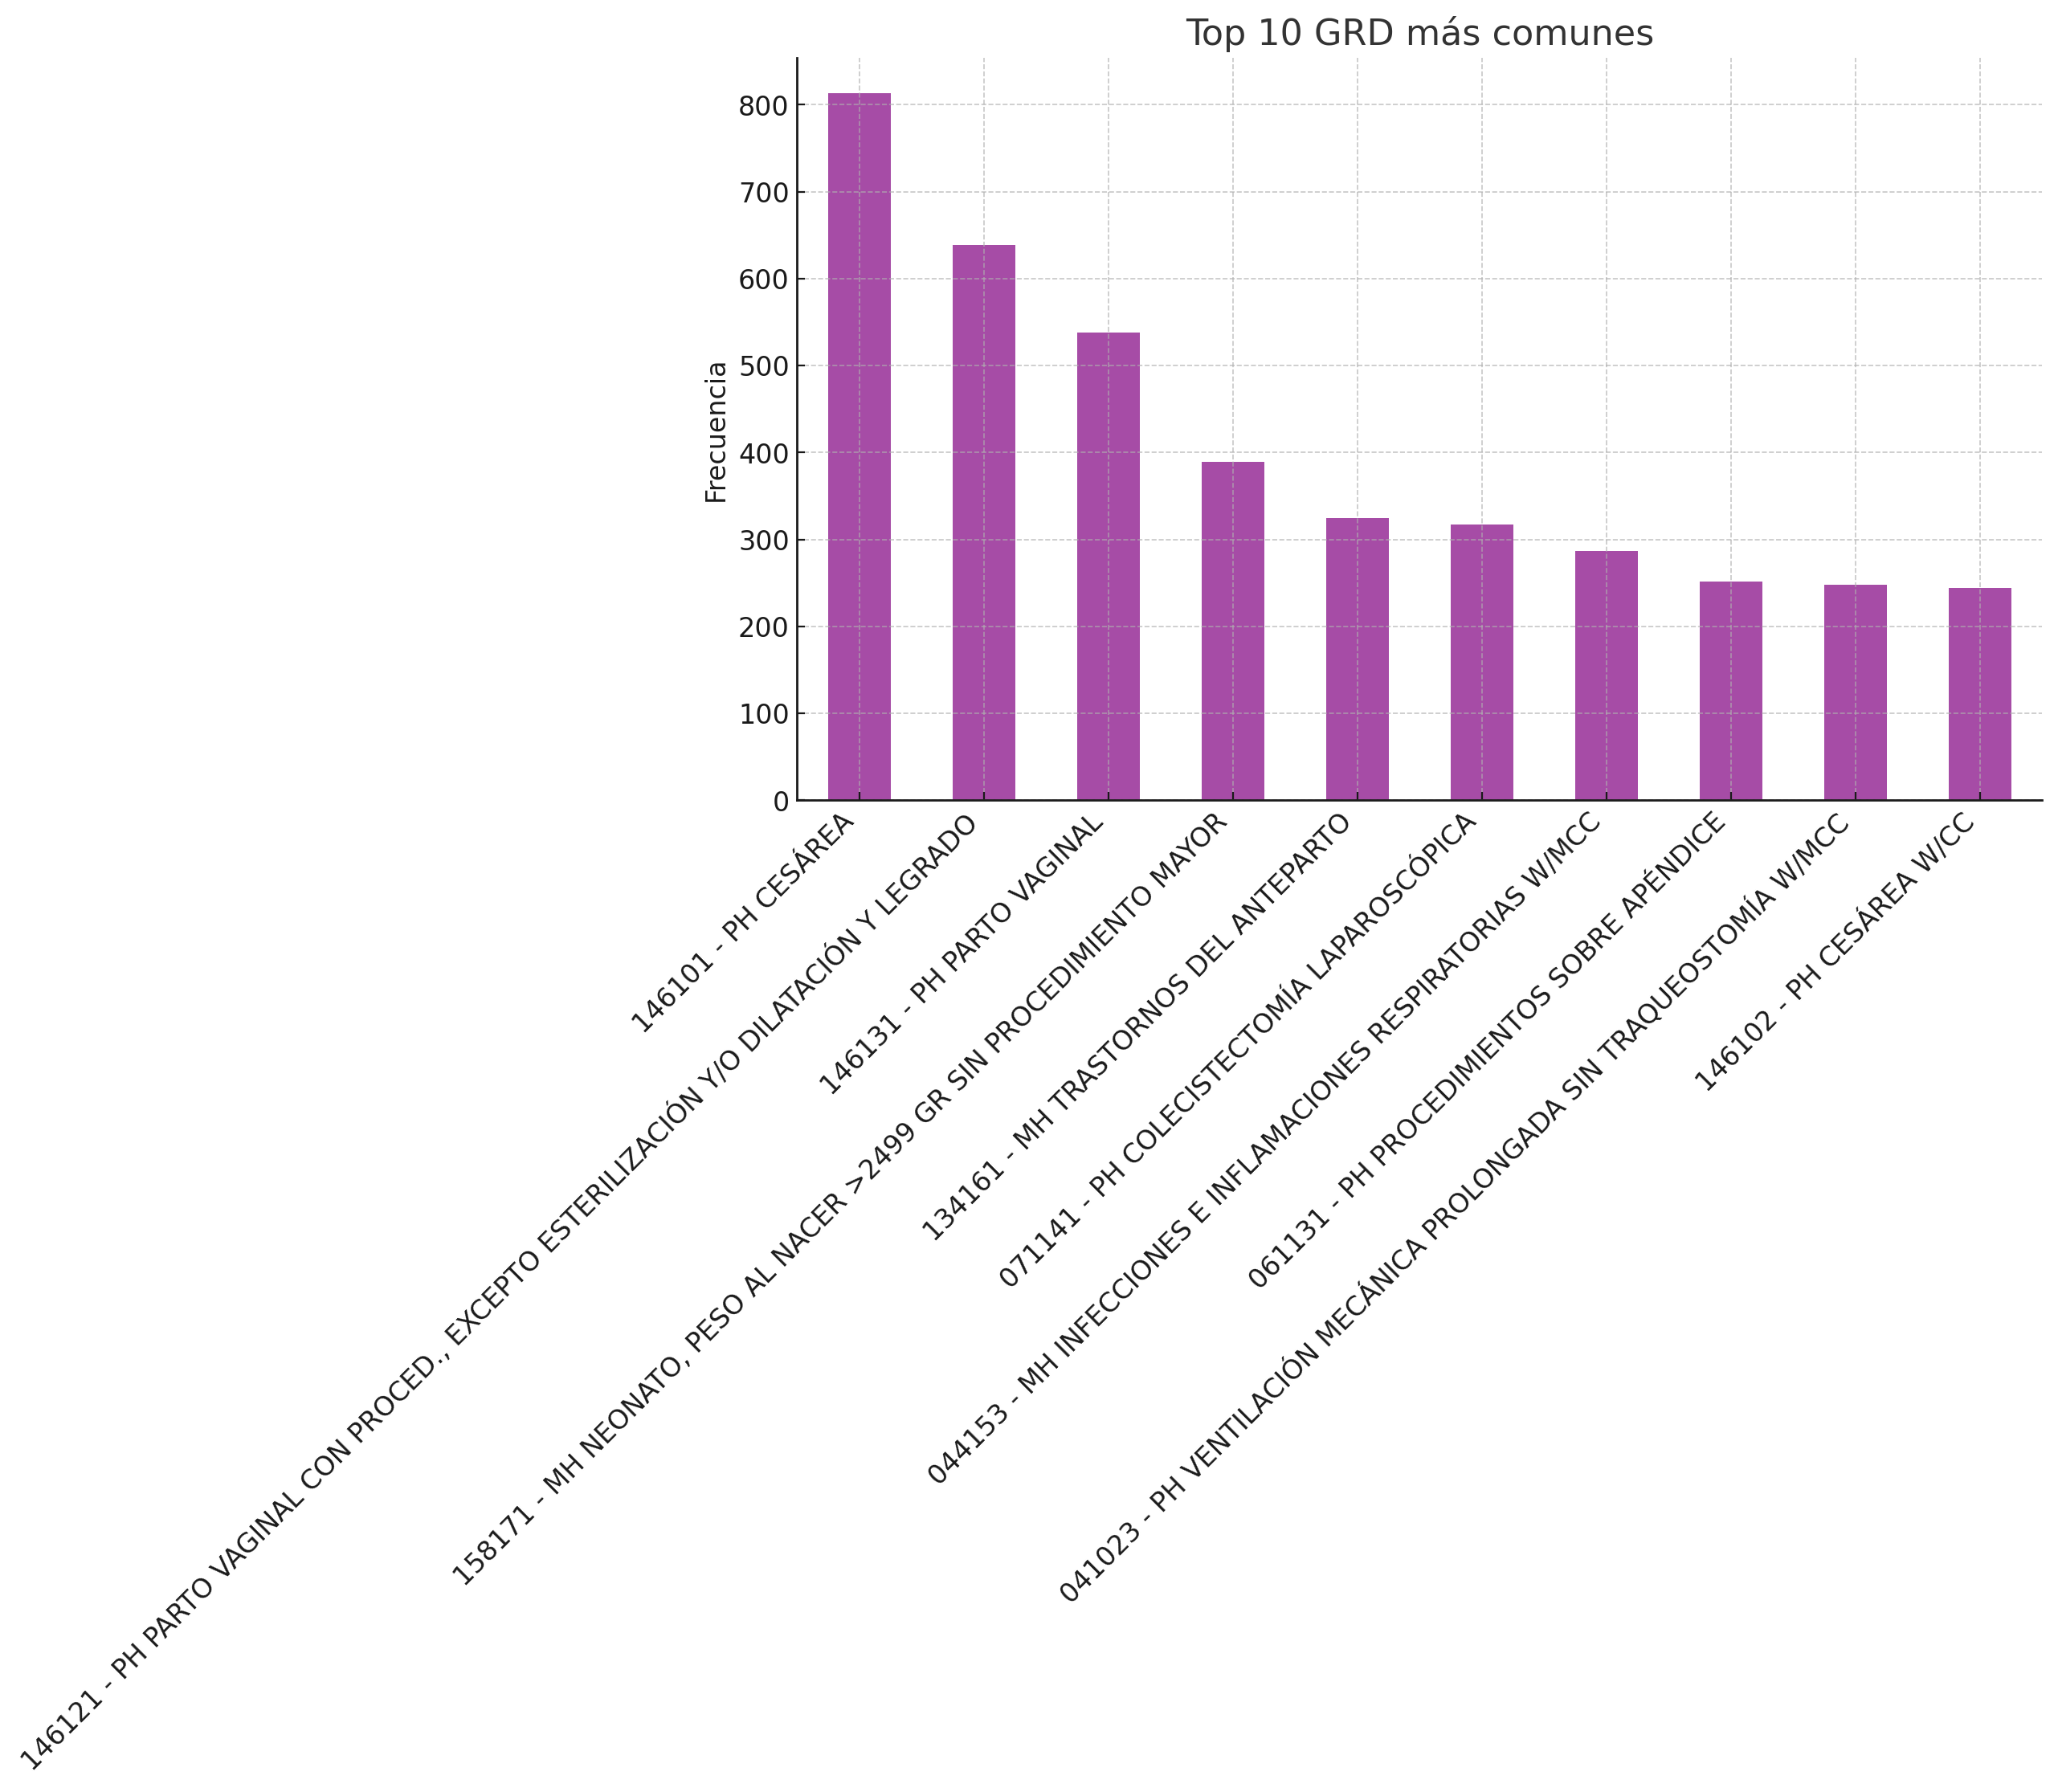 Top 10 GRD más comunes
Frecuencia
800
700
600
500
400
300
200
100
0
146101 - PH CESÁREA
146121 - PH PARTO VAGINAL CON PROCED., EXCEPTO ESTERILIZACIÓN Y/O DILATACIÓN Y LEGRADO
146131 - PH PARTO VAGINAL
158171 - MH NEONATO, PESO AL NACER >2499 GR SIN PROCEDIMIENTO MAYOR
134161 - MH TRASTORNOS DEL ANTEPARTO
071141 - PH COLECISTECTOMÍA LAPAROSCÓPICA
044153 - MH INFECCIONES E INFLAMACIONES RESPIRATORIAS W/MCC
061131 - PH PROCEDIMIENTOS SOBRE APÉNDICE
041023 - PH VENTILACIÓN MECÁNICA PROLONGADA SIN TRAQUEOSTOMÍA W/MCC
146102 - PH CESÁREA W/CC